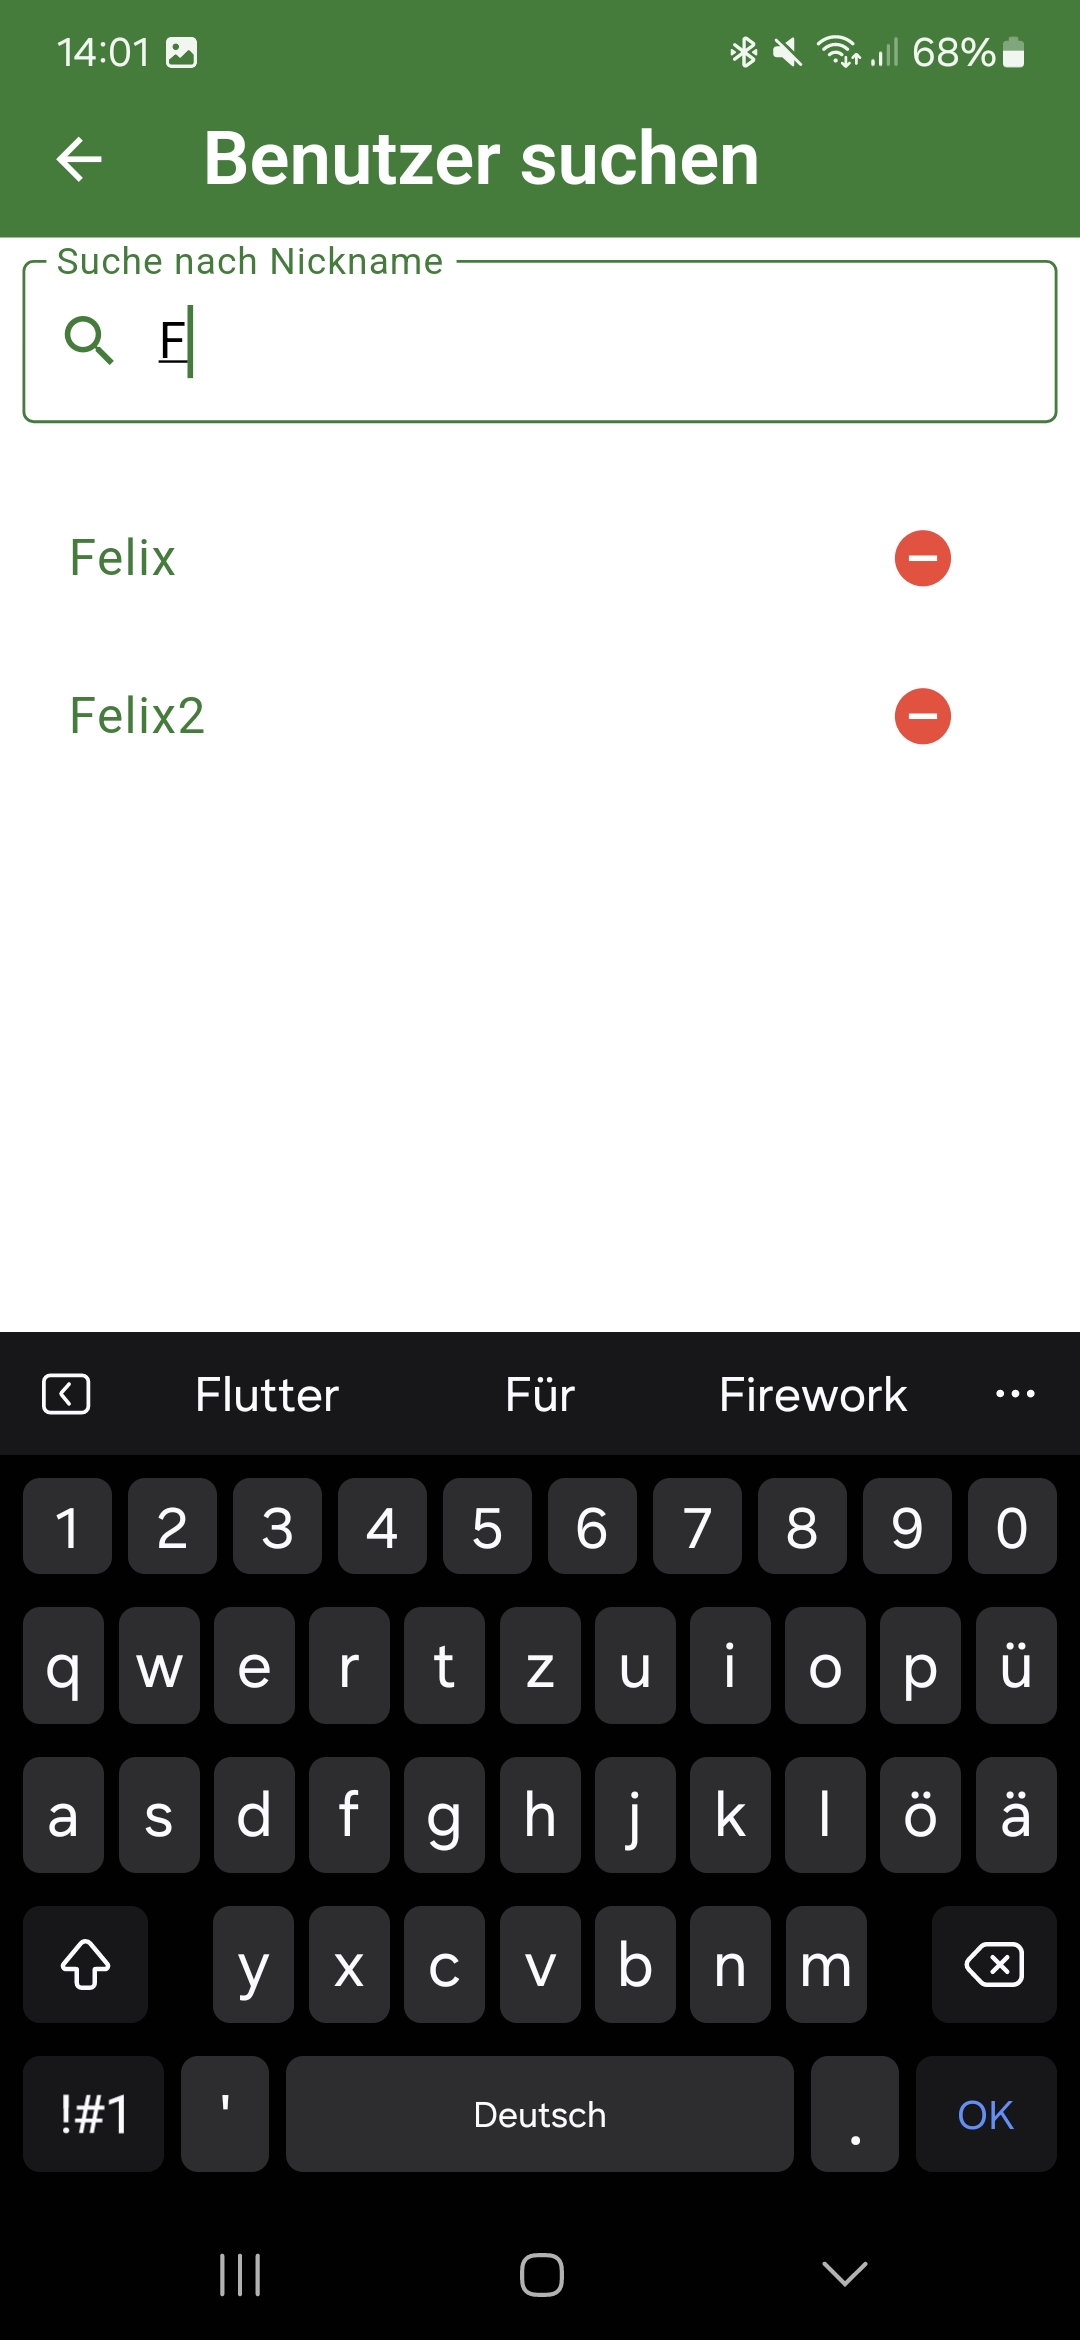 14:01 68%
Benutzer suchen
Suche nach Nickname
F
Felix
Felix2
Flutter Für Firework ...
1 2 3 4 5 6 7 8 9 0
q w e r t z u i o p ü
a s d f g h j k l ö ä
y x c v b n m
!#1 ' Deutsch . OK